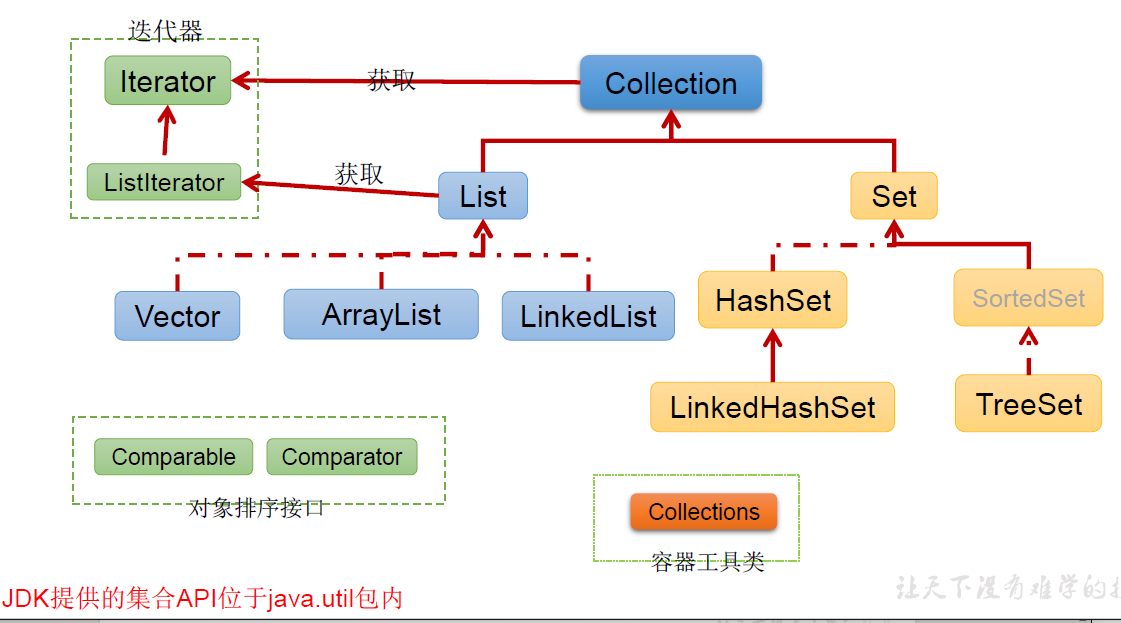 迭代器
Iterator
获取
Collection
ListIterator
获取
List
Set
Vector
ArrayList
LinkedList
HashSet
SortedSet
LinkedHashSet
TreeSet
Comparable
Comparator
对象排序接口
Collections
容器工具类
JDK提供的集合API位于java.util包内
让天下没有难学的